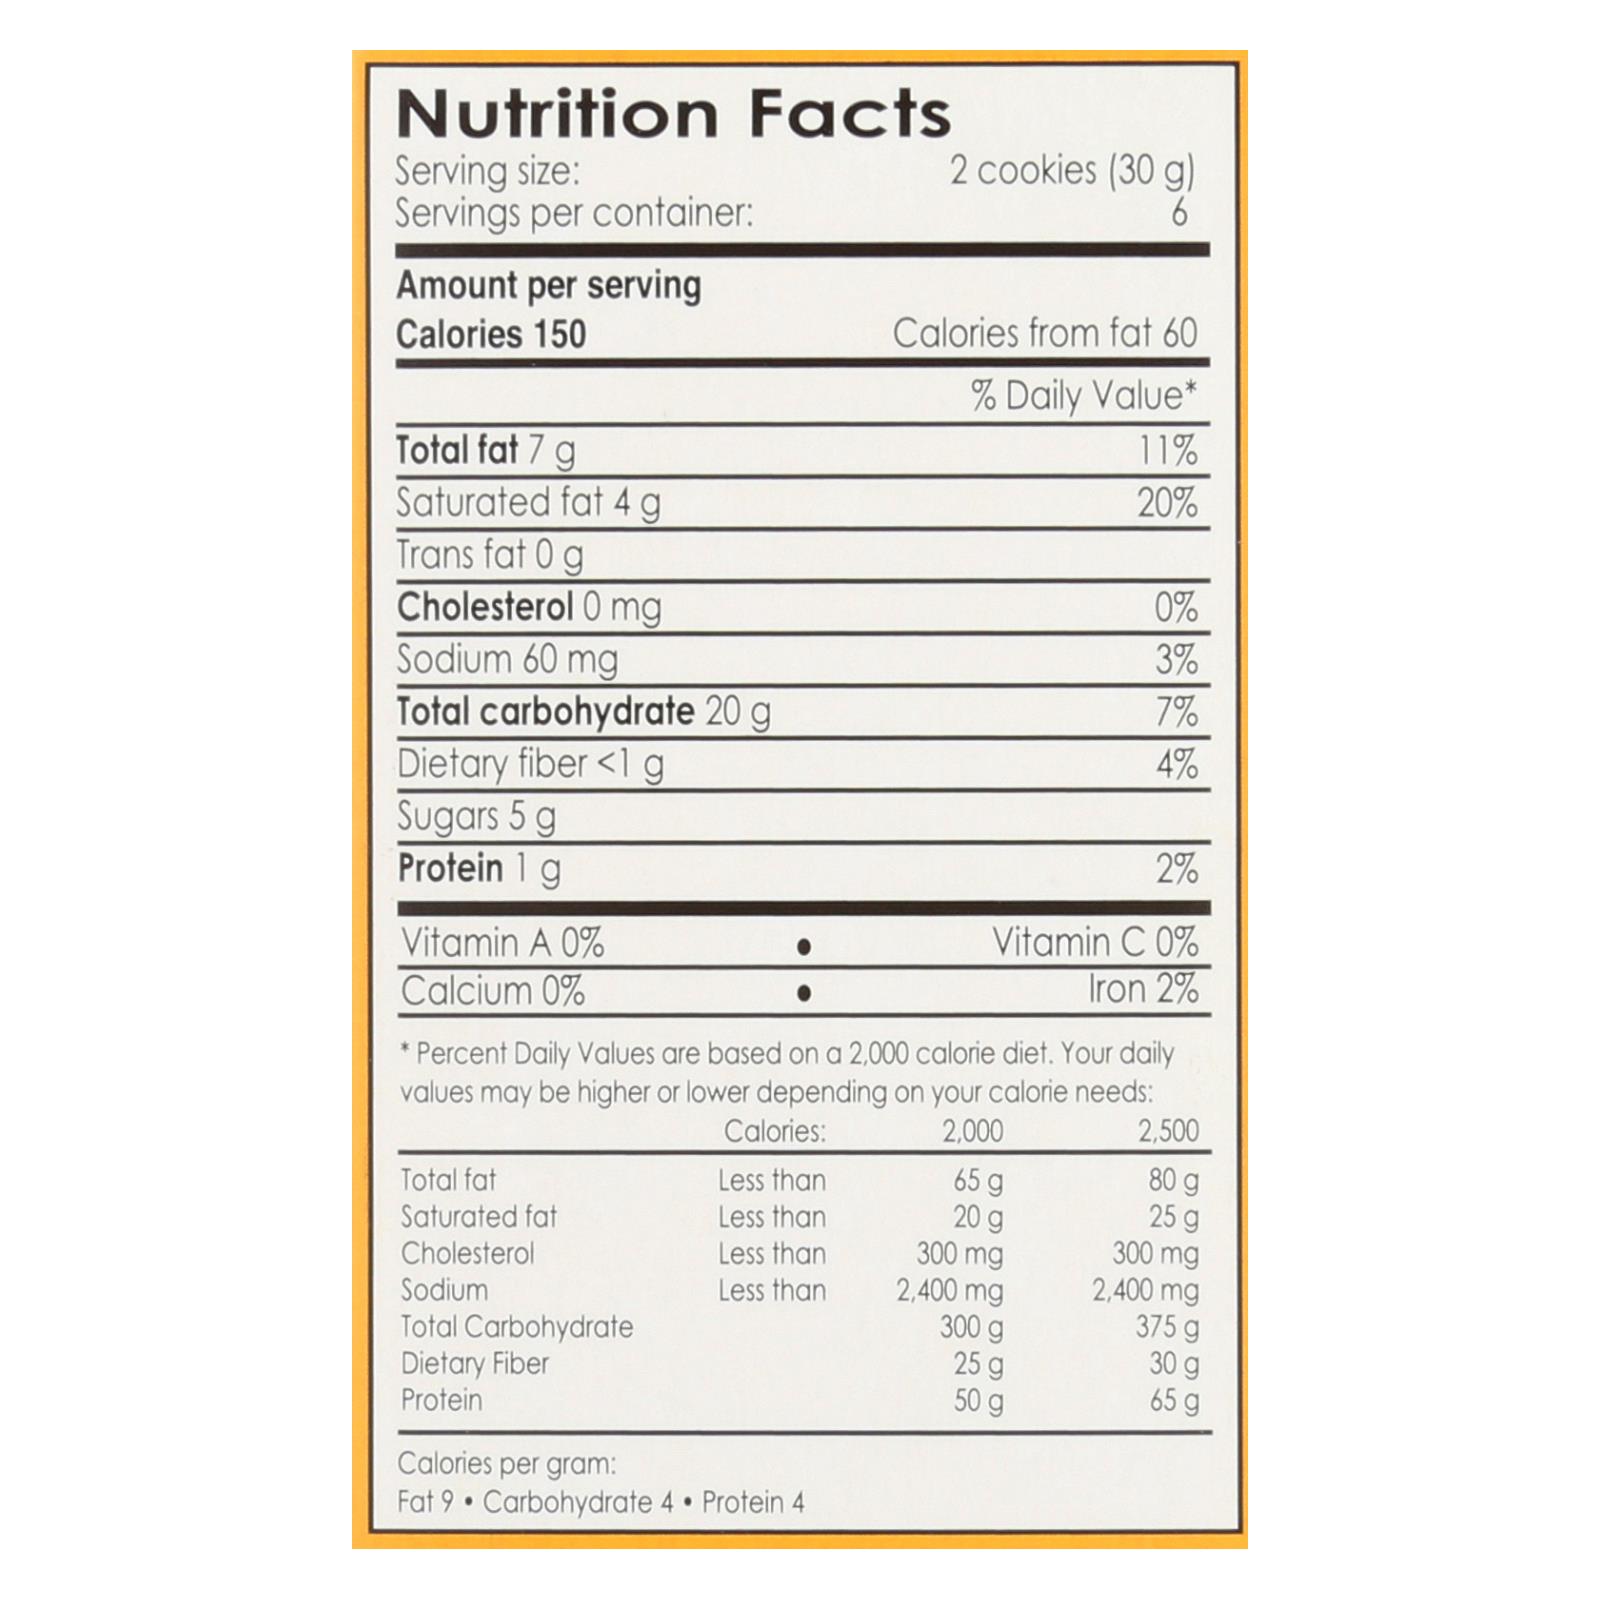 Nutrition Facts
Serving size: 2 cookies (30 g)
Servings per container: 6
Amount per serving
Calories 150 Calories from fat 60
% Daily Value*
Total fat 7 g 11%
Saturated fat 4 g 20%
Trans fat 0 g
Cholesterol 0 mg 0%
Sodium 60 mg 3%
Total carbohydrate 20 g 7%
Dietary fiber <1 g 4%
Sugars 5 g
Protein 1 g 2%
Vitamin A 0% • Vitamin C 0%
Calcium 0% • Iron 2%
* Percent Daily Values are based on a 2,000 calorie diet. Your daily
values may be higher or lower depending on your calorie needs:
Calories: 2,000 2,500
Total fat Less than 65 g 80 g
Saturated fat Less than 20 g 25 g
Cholesterol Less than 300 mg 300 mg
Sodium Less than 2,400 mg 2,400 mg
Total Carbohydrate 300 g 375 g
Dietary Fiber 25 g 30 g
Protein 50 g 65 g
Calories per gram:
Fat 9 • Carbohydrate 4 • Protein 4